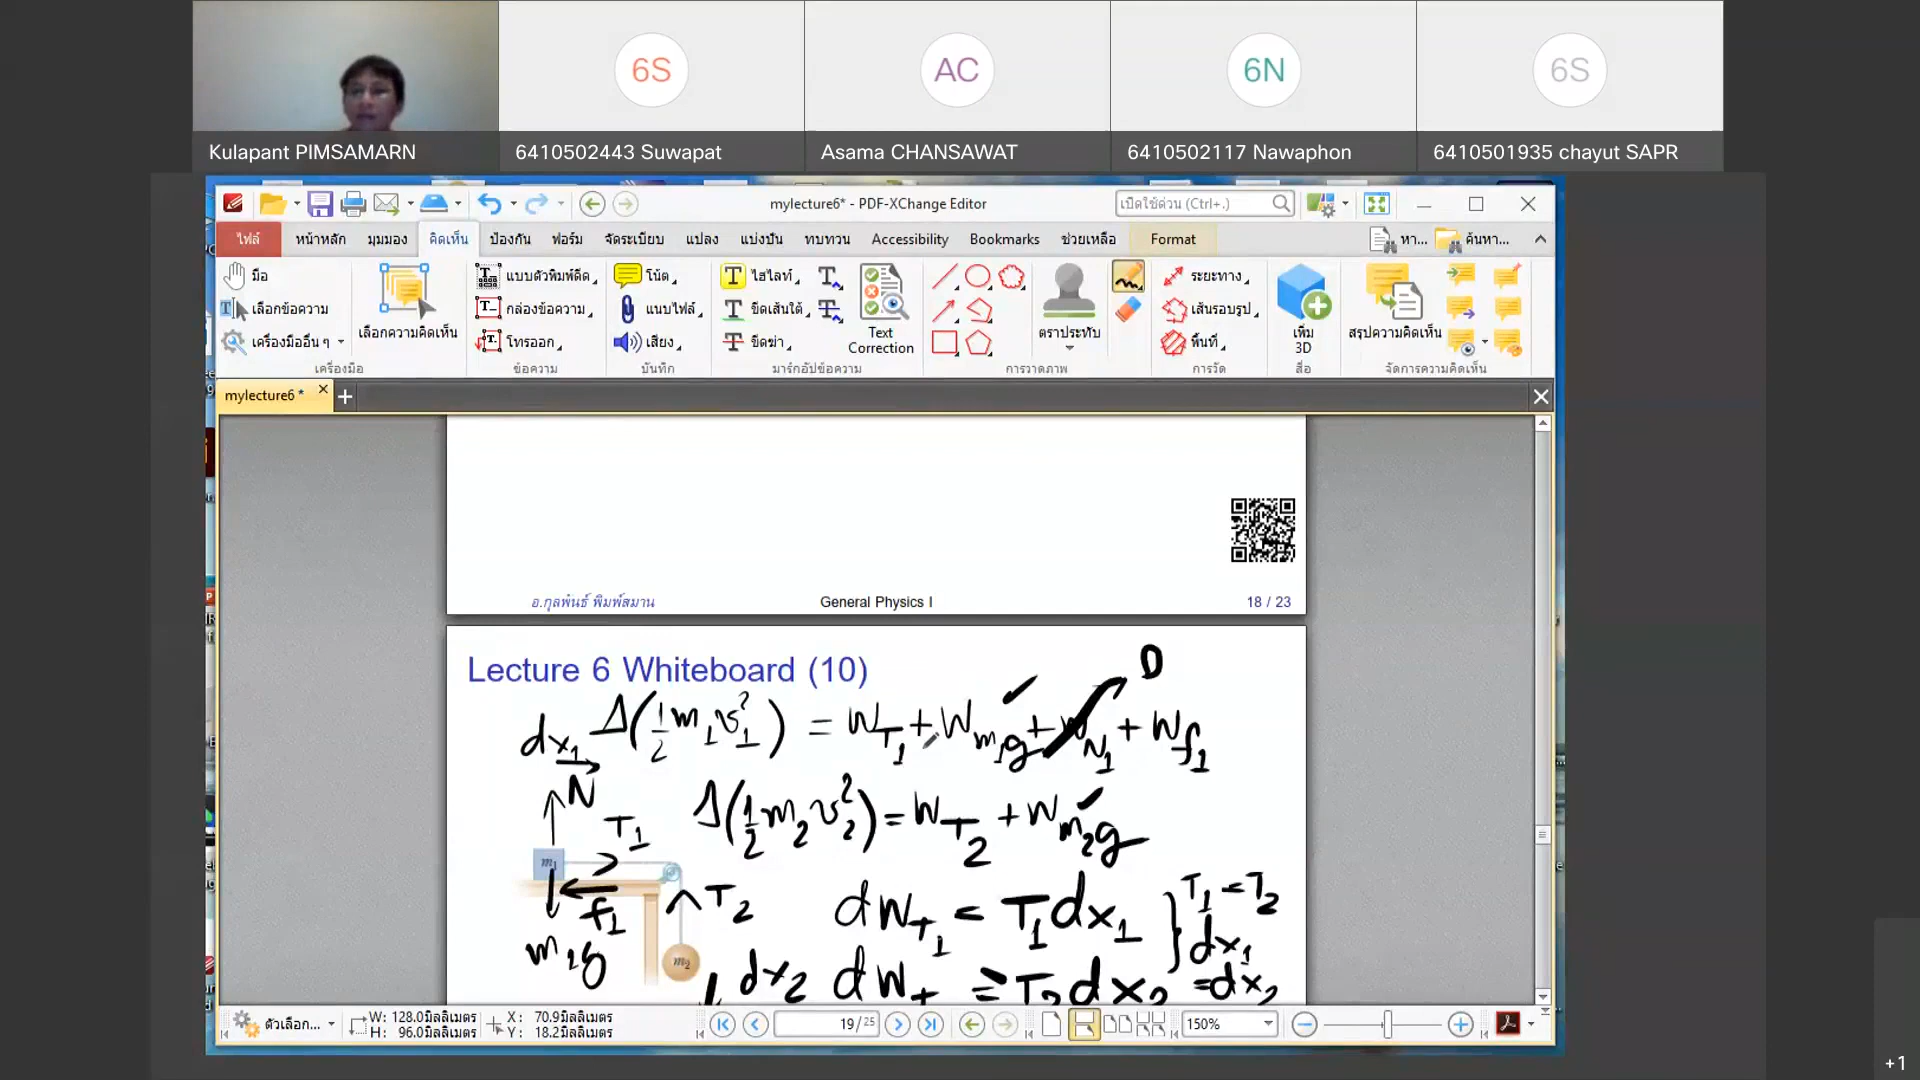 6S
AC
6N
6S
Kulapant PIMSAMARN
6410502443 Suwapat
Asama CHANSAWAT
6410502117 Nawaphon
6410501935 chayut SAPR
mylecture6* - PDF-XChange Editor
เปิดใช้ด่วน (Ctrl+.)
ไฟล์ หน้าหลัก มุมมอง คิดเห็น ป้องกัน ฟอร์ม จัดระเบียบ แปลง แบ่งปัน ทบทวน Accessibility Bookmarks ช่วยเหลือ Format หา... ค้นหา...
มือ
เลือกข้อความ
เครื่องมืออื่น ๆ
เลือกความคิดเห็น
เครื่องมือ
แบบตัวพิมพ์ดีด
กล่องข้อความ
โทรออก
ข้อความ
โน้ต
แนบไฟล์
เสียง
บันทึก
ไฮไลท์
ขีดเส้นใต้
ขีดฆ่า
Text
Correction
มาร์กอัปข้อความ
ตราประทับ
การวาดภาพ
ระยะทาง
เส้นรอบรูป
พื้นที่
การวัด
เพิ่ม
3D
สื่อ
สรุปความคิดเห็น
จัดการความคิดเห็น
mylecture6 *
อ.กุลพันธ์ พิมพ์สมาน
General Physics I
18 / 23
Lecture 6 Whiteboard (10)
0
dx₁ Δ(½m₁v₁²) = W_T₁ + W_m₁g + W_N₁ + W_f₁
N
Δ(½m₂v₂²) = W_T₂ + W_m₂g
T₁
m₁
f₁
m₁g
T₂
m₂
dW_T₁ = T₁dx₁
T₁ = T₂
dx₁
= dx₂
dx₂
dW_T = T₂dx₂
ตัวเลือก...
W: 128.0มิลลิเมตร
H: 96.0มิลลิเมตร
X: 70.9มิลลิเมตร
Y: 18.2มิลลิเมตร
19 / 25
150%
+1